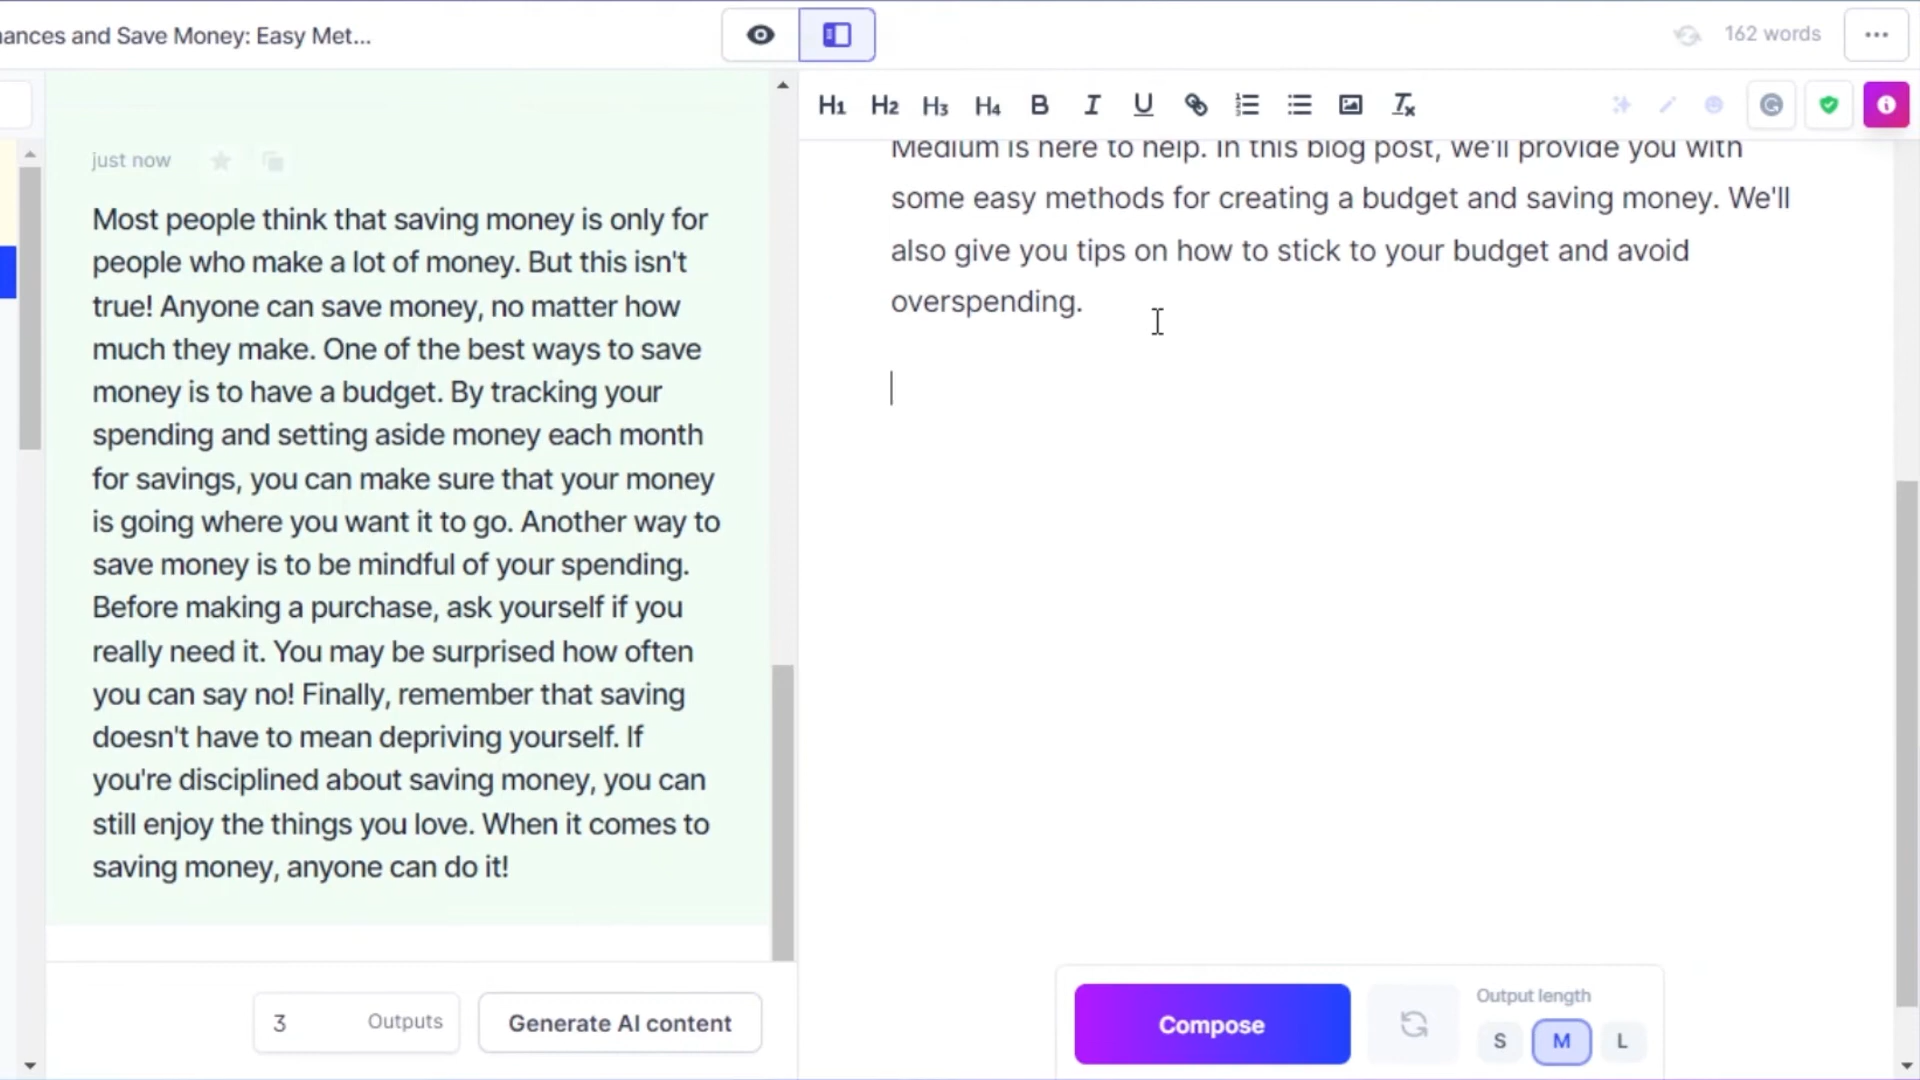 ances and Save Money: Easy Met...
162 words
H1 H2 H3 H4 B I U
just now
Most people think that saving money is only for
people who make a lot of money. But this isn't
true! Anyone can save money, no matter how
much they make. One of the best ways to save
money is to have a budget. By tracking your
spending and setting aside money each month
for savings, you can make sure that your money
is going where you want it to go. Another way to
save money is to be mindful of your spending.
Before making a purchase, ask yourself if you
really need it. You may be surprised how often
you can say no! Finally, remember that saving
doesn't have to mean depriving yourself. If
you're disciplined about saving money, you can
still enjoy the things you love. When it comes to
saving money, anyone can do it!
3 Outputs
Generate AI content
Medium is here to help. In this blog post, we'll provide you with
some easy methods for creating a budget and saving money. We'll
also give you tips on how to stick to your budget and avoid
overspending.
Compose
Output length
S M L